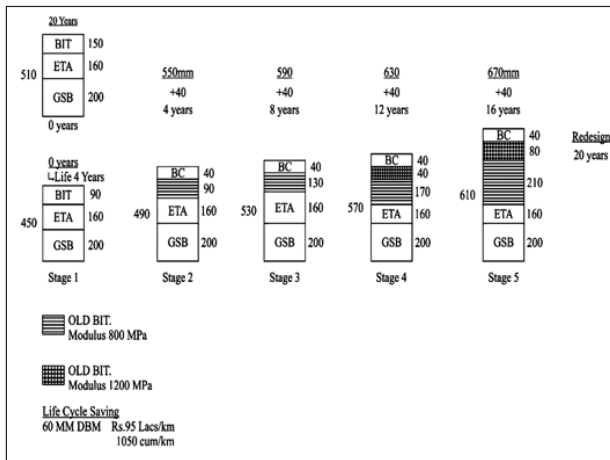 20 Years
BIT 150
510 ETA 160
GSB 200
0 years
550mm 590 630 670mm
+40 +40 +40 +40
4 years 8 years 12 years 16 years
Redesign
20 years
0 years
Life 4 Years
BIT 90
450 ETA 160
GSB 200
Stage 1
BC 40
90
490 ETA 160
GSB 200
Stage 2
BC 40
130
530 ETA 160
GSB 200
Stage 3
BC 40
40
170
570 ETA 160
GSB 200
Stage 4
BC 40
80
210
610 ETA 160
GSB 200
Stage 5
OLD BIT.
Modulus 800 MPa
OLD BIT.
Modulus 1200 MPa
Life Cycle Saving
60 MM DBM Rs.95 Lacs/km
1050 cum/km